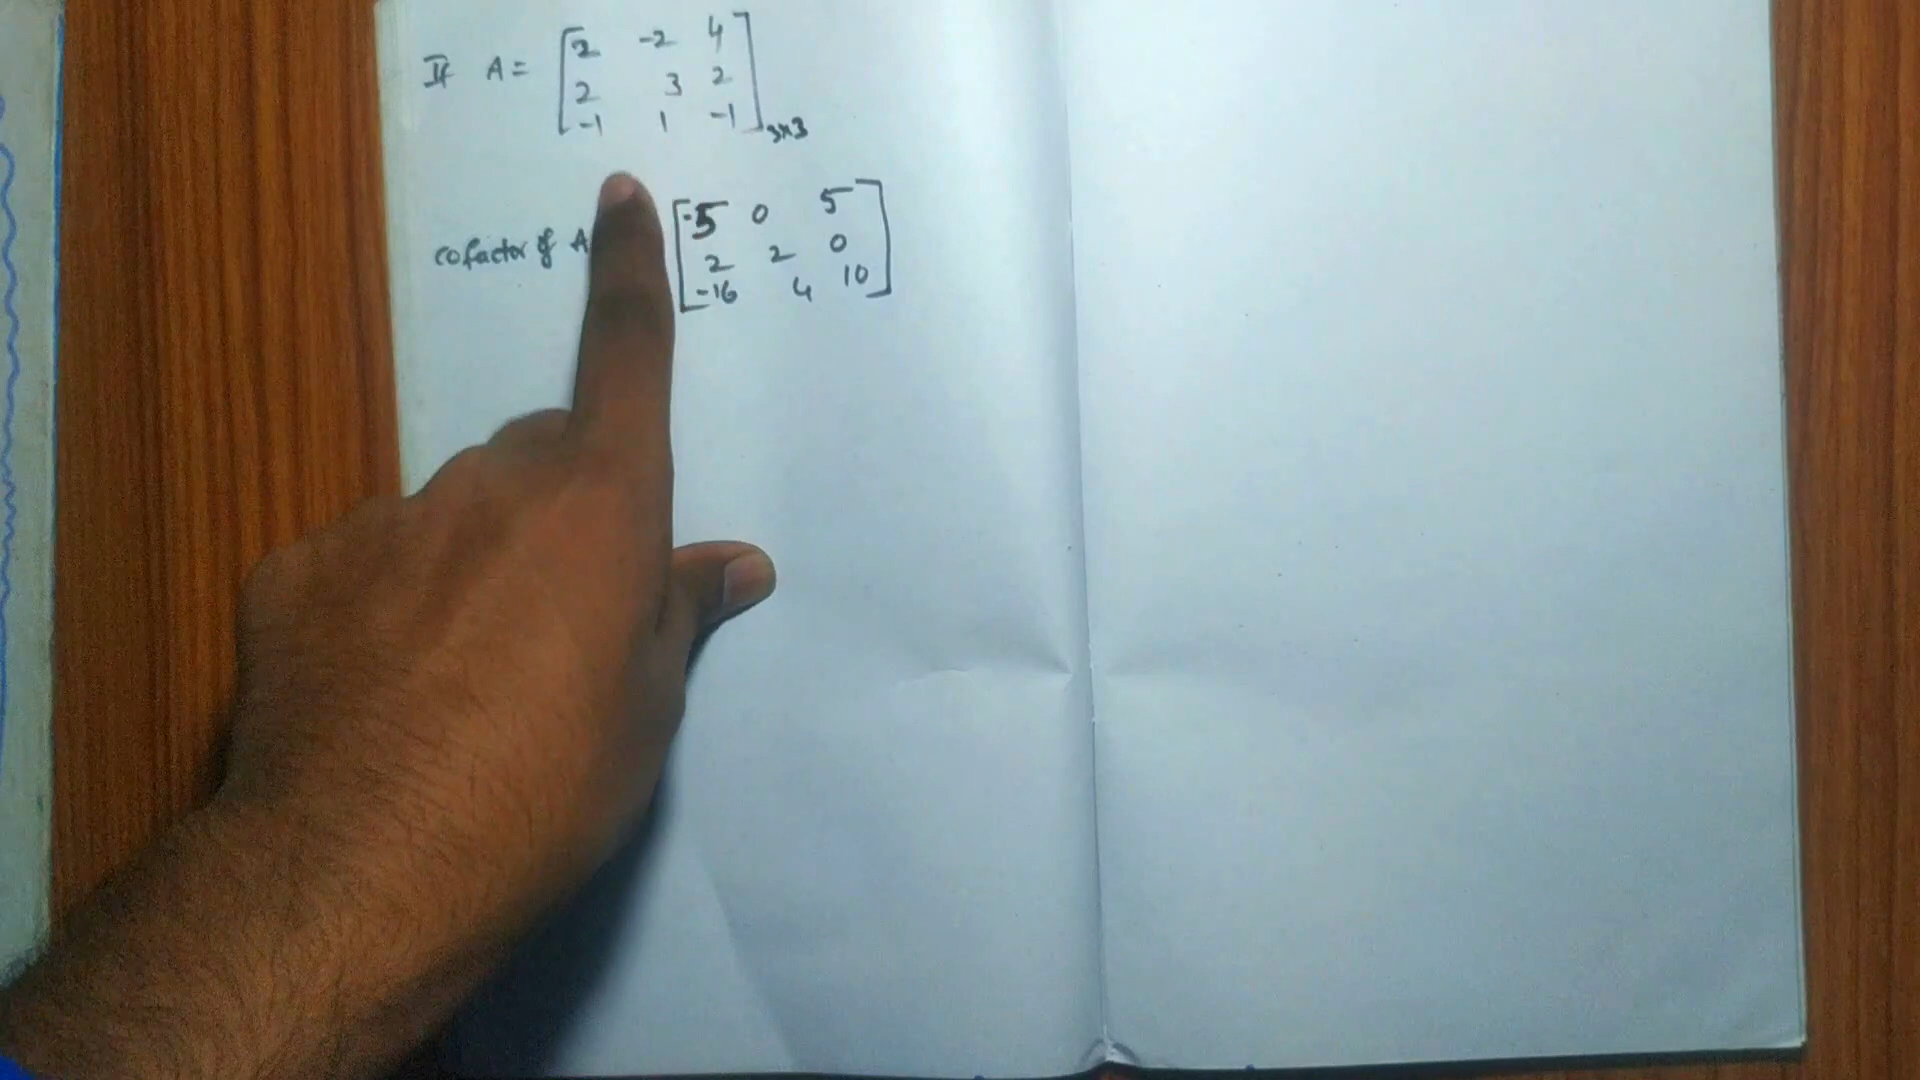 If A = [2 -2 4
2 3 2
-1 1 -1] 3x3
cofactor of A [-5 0 5
2 2 0
-16 4 10]